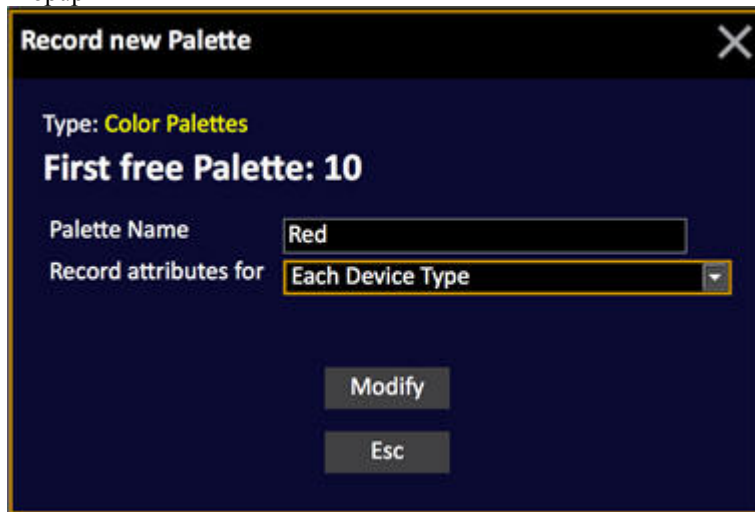 Record new Palette
Type: Color Palettes
First free Palette: 10
Palette Name Red
Record attributes for Each Device Type
Modify
Esc